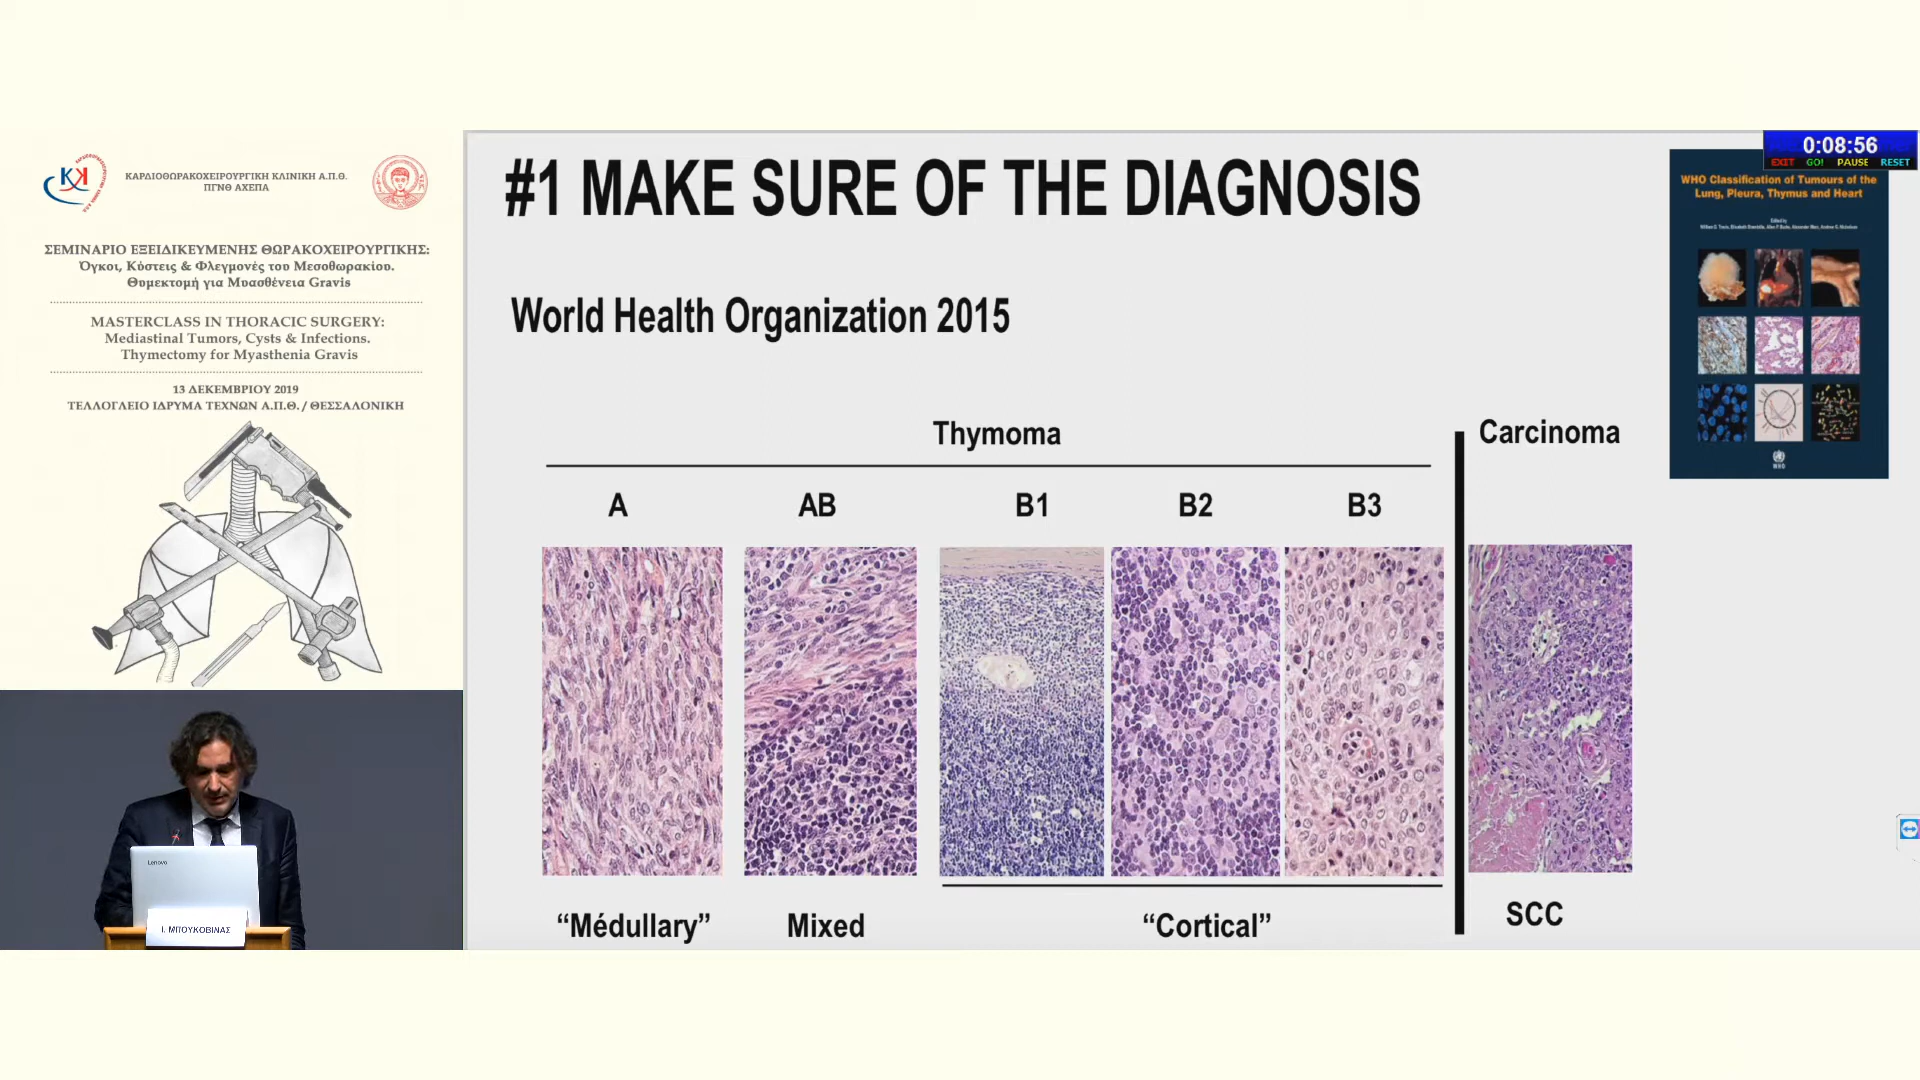 ΚΑΡΔΙΟΘΩΡΑΚΟΧΕΙΡΟΥΡΓΙΚΗ ΚΛΙΝΙΚΗ Α.Π.Θ.
ΠΓΝΘ ΑΧΕΠΑ
ΣΕΜΙΝΑΡΙΟ ΕΞΕΙΔΙΚΕΥΜΕΝΗΣ ΘΩΡΑΚΟΧΕΙΡΟΥΡΓΙΚΗΣ:
Όγκοι, Κύστεις & Φλεγμονές του Μεσοθωρακίου.
Θυμεκτομή για Μυασθένεια Gravis
MASTERCLASS IN THORACIC SURGERY:
Mediastinal Tumors, Cysts & Infections.
Thymectomy for Myasthenia Gravis
13 ΔΕΚΕΜΒΡΙΟΥ 2019
ΤΕΛΛΟΓΛΕΙΟ ΙΔΡΥΜΑ ΤΕΧΝΩΝ Α.Π.Θ. / ΘΕΣΣΑΛΟΝΙΚΗ
Lenovo
Ι. ΜΠΟΥΚΟΒΙΝΑΣ
#1 MAKE SURE OF THE DIAGNOSIS
World Health Organization 2015
0:08:56
EXIT GO! PAUSE RESET
WHO Classification of Tumours of the
Lung, Pleura, Thymus and Heart
Edited by
WHO
Thymoma
Carcinoma
A AB B1 B2 B3
“Médullary” Mixed “Cortical” SCC